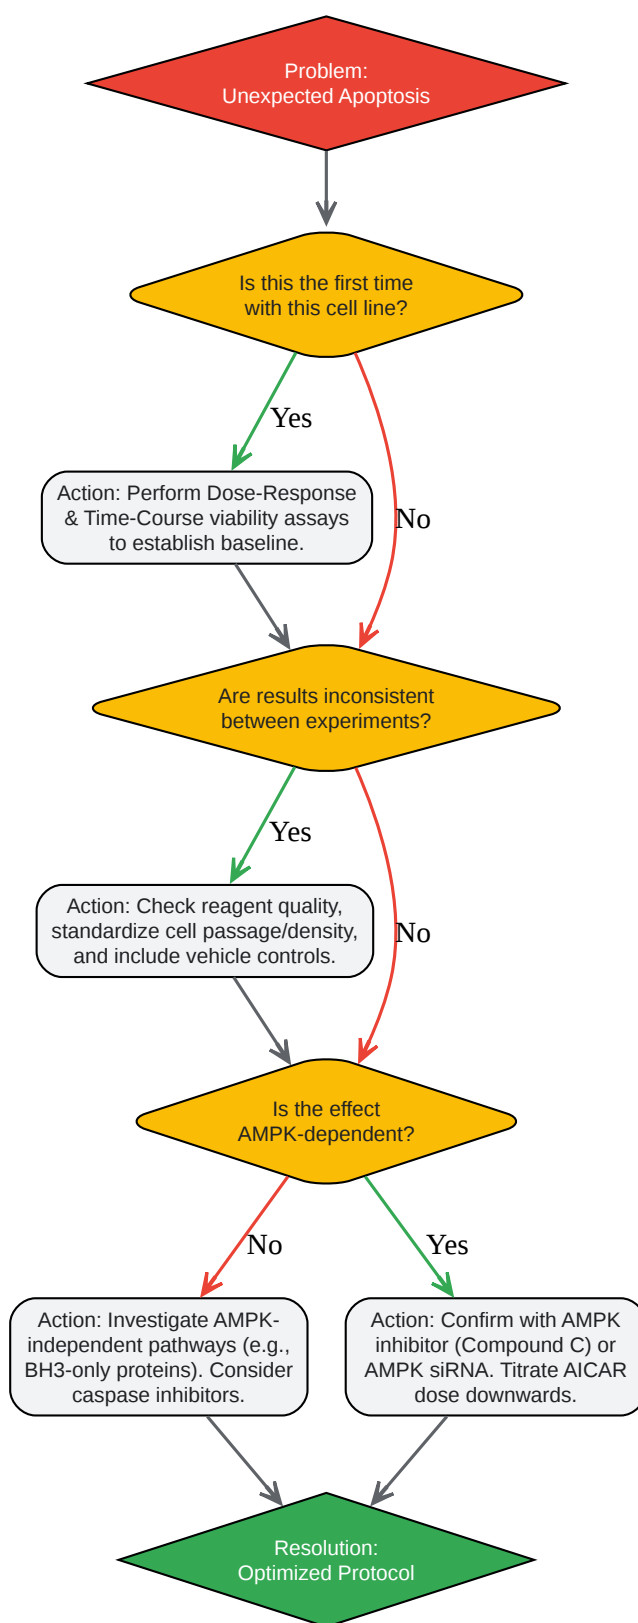 Problem:
Unexpected Apoptosis
Is this the first time
with this cell line?
Yes
No
Action: Perform Dose-Response
& Time-Course viability assays
to establish baseline.
Are results inconsistent
between experiments?
Yes
No
Action: Check reagent quality,
standardize cell passage/density,
and include vehicle controls.
Is the effect
AMPK-dependent?
No
Yes
Action: Investigate AMPK-
independent pathways (e.g.,
BH3-only proteins). Consider
caspase inhibitors.
Action: Confirm with AMPK
inhibitor (Compound C) or
AMPK siRNA. Titrate AICAR
dose downwards.
Resolution:
Optimized Protocol